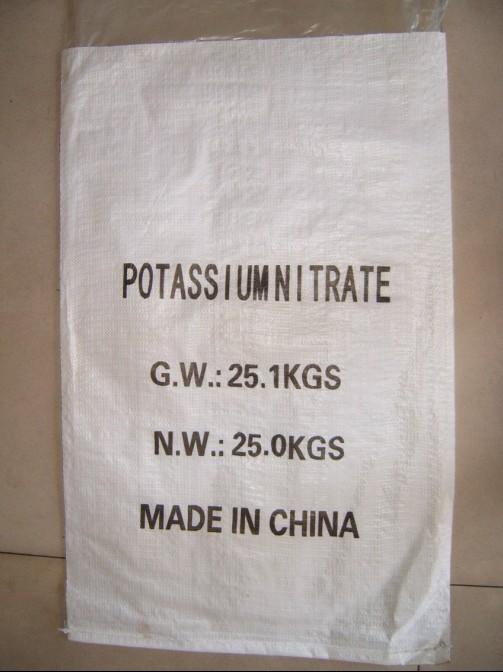 POTASSIUM NITRATE
G.W.: 25.1KGS
N.W.: 25.0KGS
MADE IN CHiNA